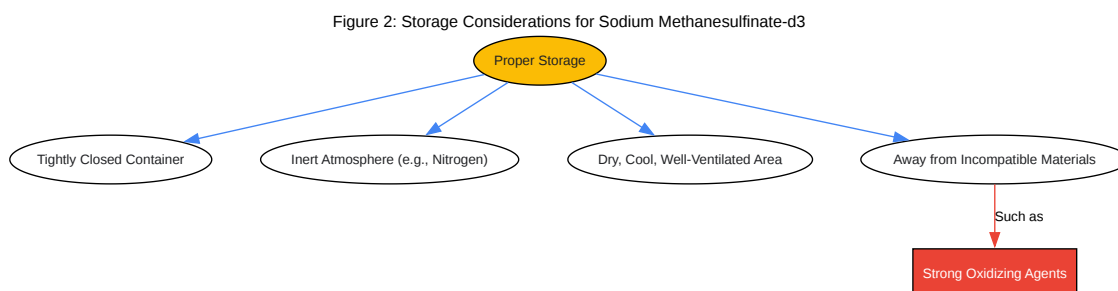 Figure 2: Storage Considerations for Sodium Methanesulfinate-d3
Proper Storage
Tightly Closed Container
Inert Atmosphere (e.g., Nitrogen)
Dry, Cool, Well-Ventilated Area
Away from Incompatible Materials
Such as
Strong Oxidizing Agents